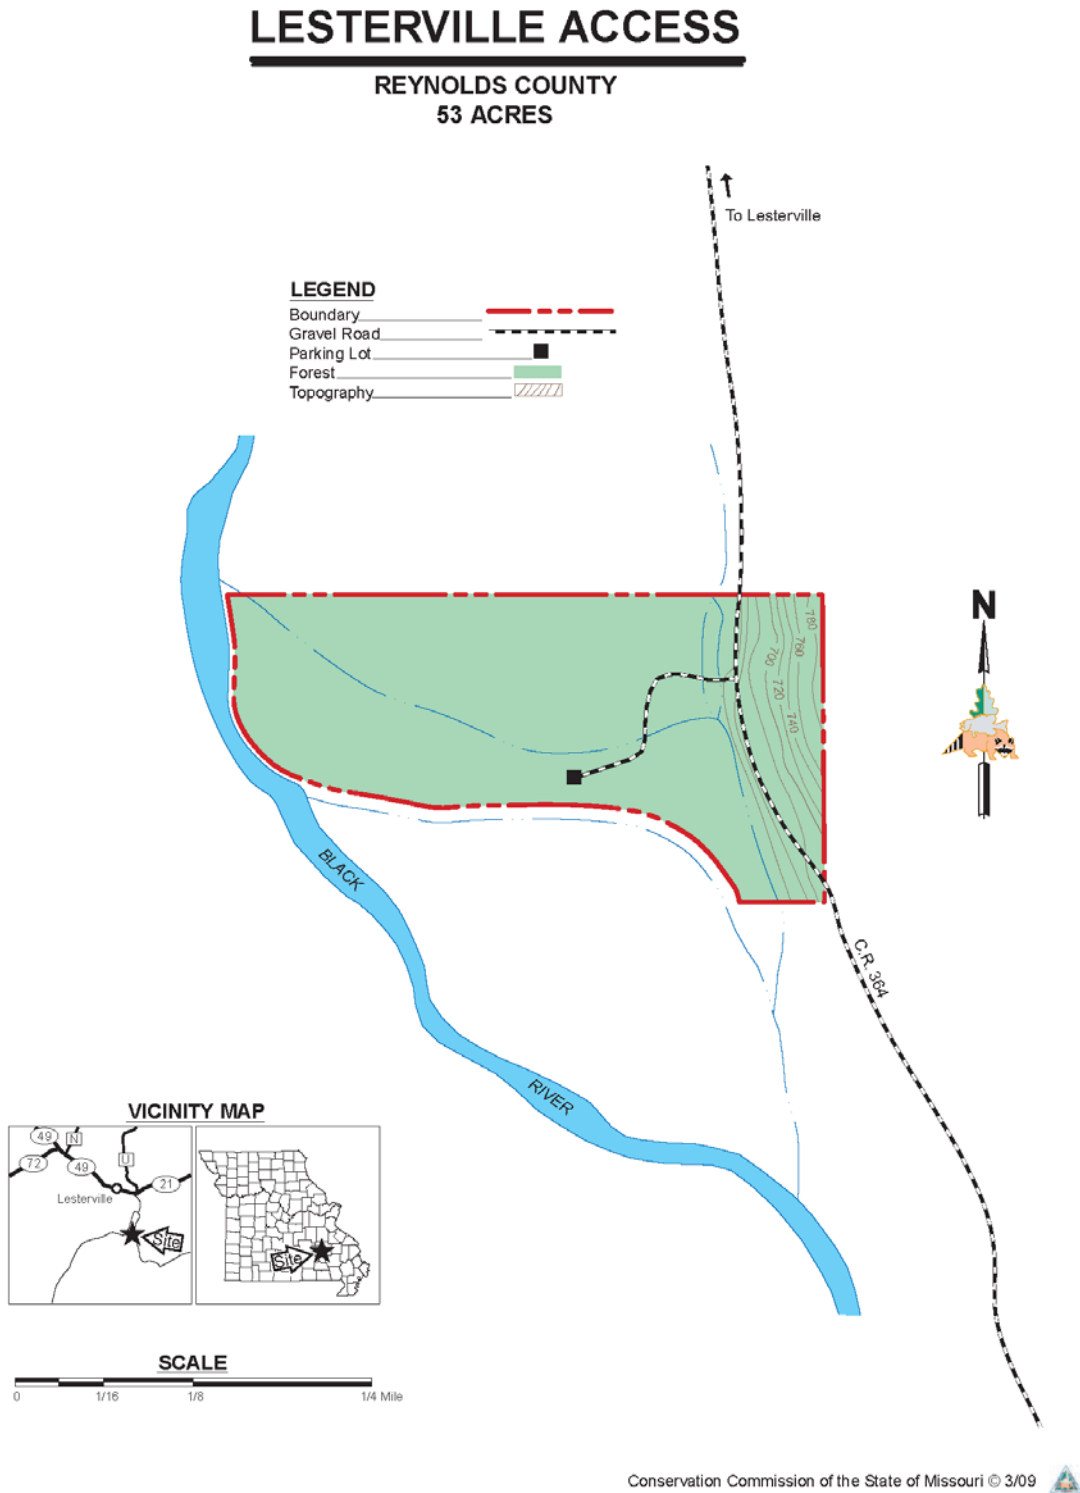 LESTERVILLE ACCESS
REYNOLDS COUNTY
53 ACRES
To Lesterville
LEGEND
Boundary
Gravel Road
Parking Lot
Forest
Topography
N
780
760
700
720
740
BLACK
C.R. 364
RIVER
VICINITY MAP
49
N
72
49
U
21
Lesterville
Site
Site
SCALE
0 1/16 1/8 1/4 Mile
Conservation Commission of the State of Missouri © 3/09